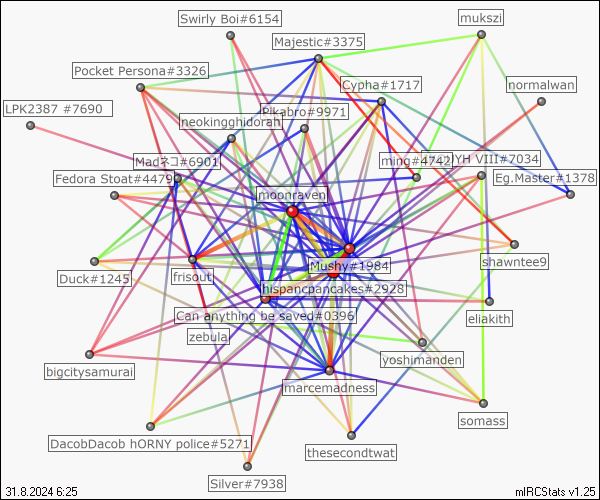 Swirly Boi#6154
mukszi
Majestic#3375
Pocket Persona#3326
Cypha#1717
normalwan
LPK2387 #7690
Pikabro#9971
neokingghidorah
Madネコ#6901
ming#4742
YH VIII#7034
Fedora Stoat#4479
Eg.Master#1378
moonraven
shawntee9
Mushy#1984
Duck#1245
frisout
hispancpancakes#2928
Can anything be saved#0396
eliakith
zebula
yoshimanden
bigcitysamurai
marcemadness
somass
DacobDacob hORNY police#5271
thesecondtwat
Silver#7938
31.8.2024 6:25
mIRCStats v1.25